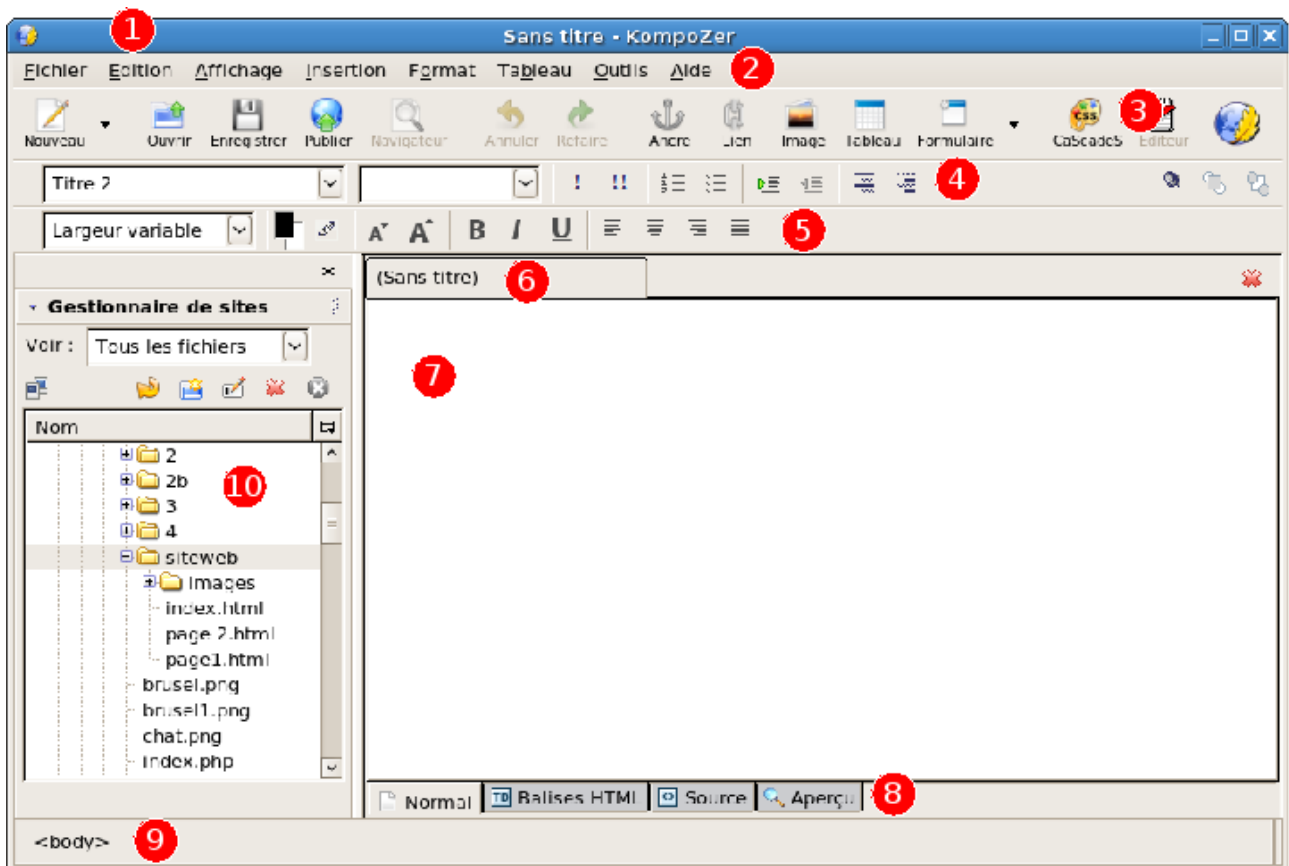 1
Sans titre - KompoZer
Fichier Edition Affichage Insertion Format Tableau Outils Aide 2
3
Nouveau Ouvrir Enregistrer Publier Navigateur Annuler Refaire Ancre Lien Image Tableau Formulaire CaScadeS Editeur
Titre 2 ! !! 4
Largeur variable A A B I U 5
(Sans titre) 6
Gestionnaire de sites
Voir : Tous les fichiers
7
Nom
2
2b
10
3
4
siteweb
images
index.html
page 2.html
page1.html
brusel.png
brusel1.png
chat.png
index.php
Normal TD Balises HTML Source Aperçu 8
<body> 9